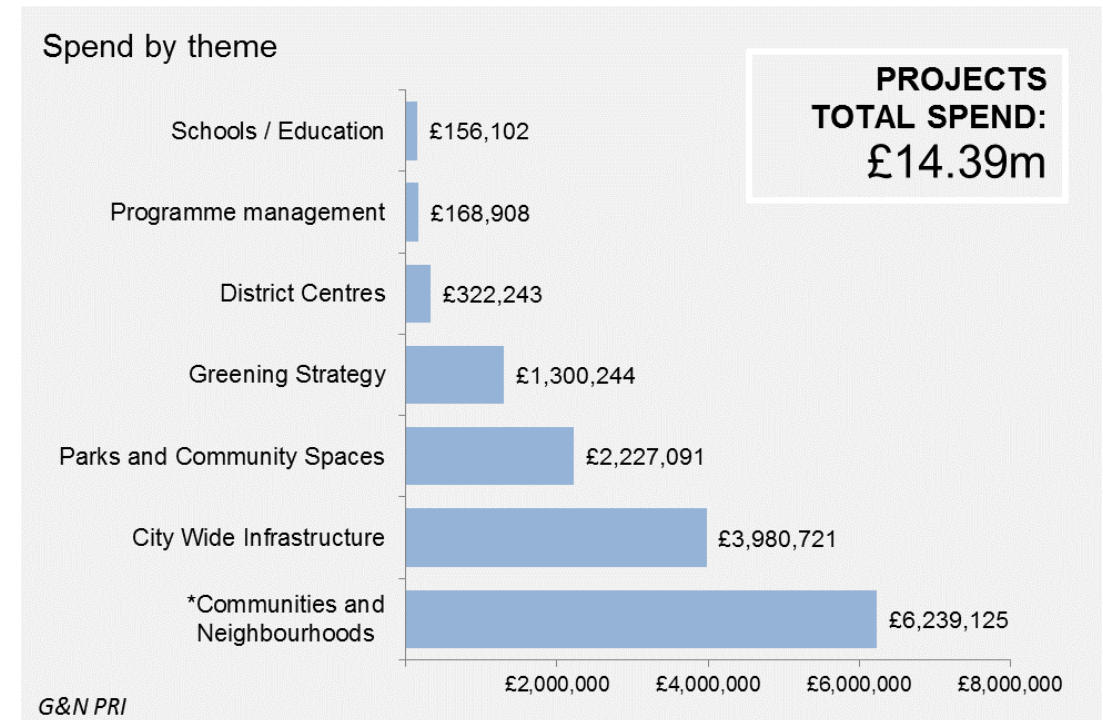 Spend by theme
PROJECTS
TOTAL SPEND:
£14.39m
Schools / Education £156,102
Programme management £168,908
District Centres £322,243
Greening Strategy £1,300,244
Parks and Community Spaces £2,227,091
City Wide Infrastructure £3,980,721
*Communities and
Neighbourhoods £6,239,125
£2,000,000 £4,000,000 £6,000,000 £8,000,000
G&N PRI